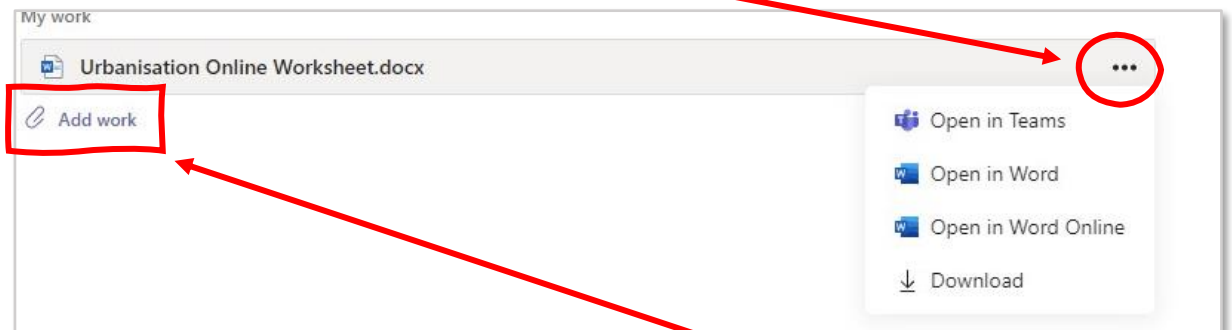 My work
Urbanisation Online Worksheet.docx
Add work
Open in Teams
Open in Word
Open in Word Online
Download